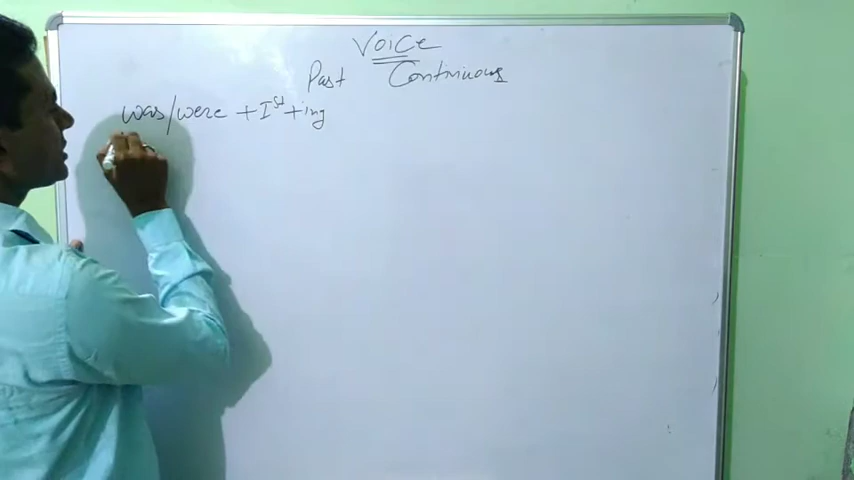 VOICE
Past Continuous
was/were + Ist + ing